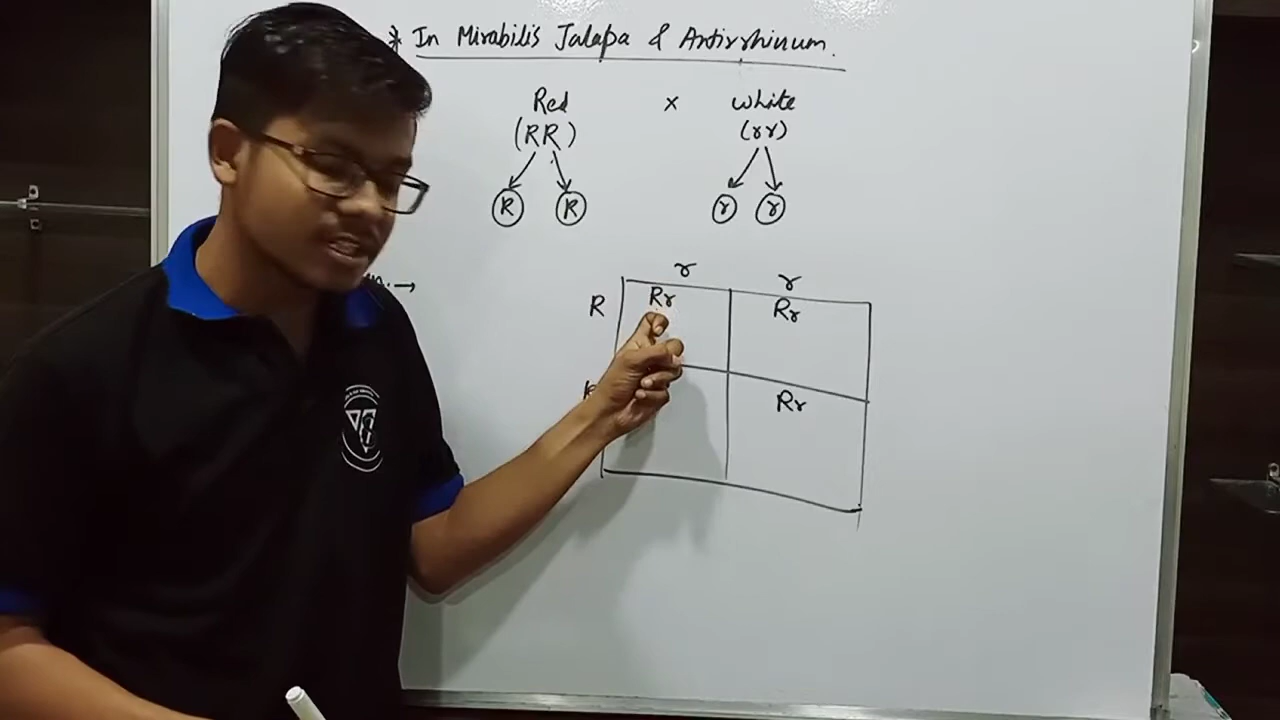 * In Mirabilis Jalapa & Antirrhinum.
Red x white
(RR) (rr)
R R r r
r r
R Rr Rr
Rr